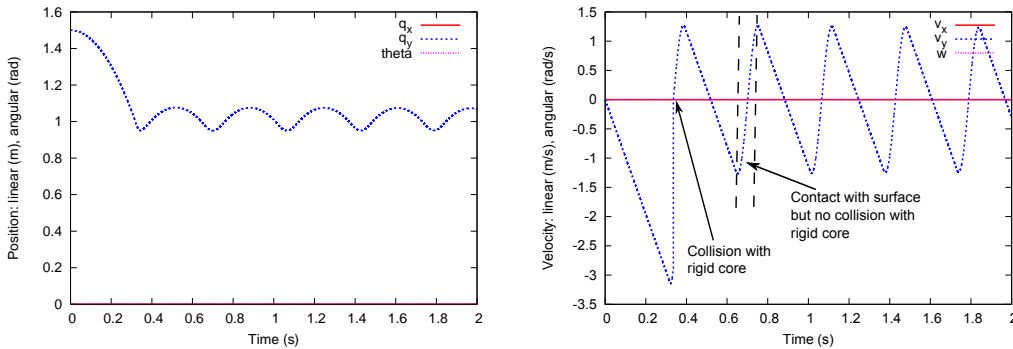 1.6
1.4
1.2
1
0.8
0.6
0.4
0.2
0
0 0.2 0.4 0.6 0.8 1 1.2 1.4 1.6 1.8 2
Position: linear (m), angular (rad)
Time (s)
q_x
q_y
theta
1.5
1
0.5
0
-0.5
-1
-1.5
-2
-2.5
-3
-3.5
0 0.2 0.4 0.6 0.8 1 1.2 1.4 1.6 1.8 2
Velocity: linear (m/s), angular (rad/s)
Time (s)
v_x
v_y
w
Contact with surface
but no collision with
rigid core
Collision with
rigid core